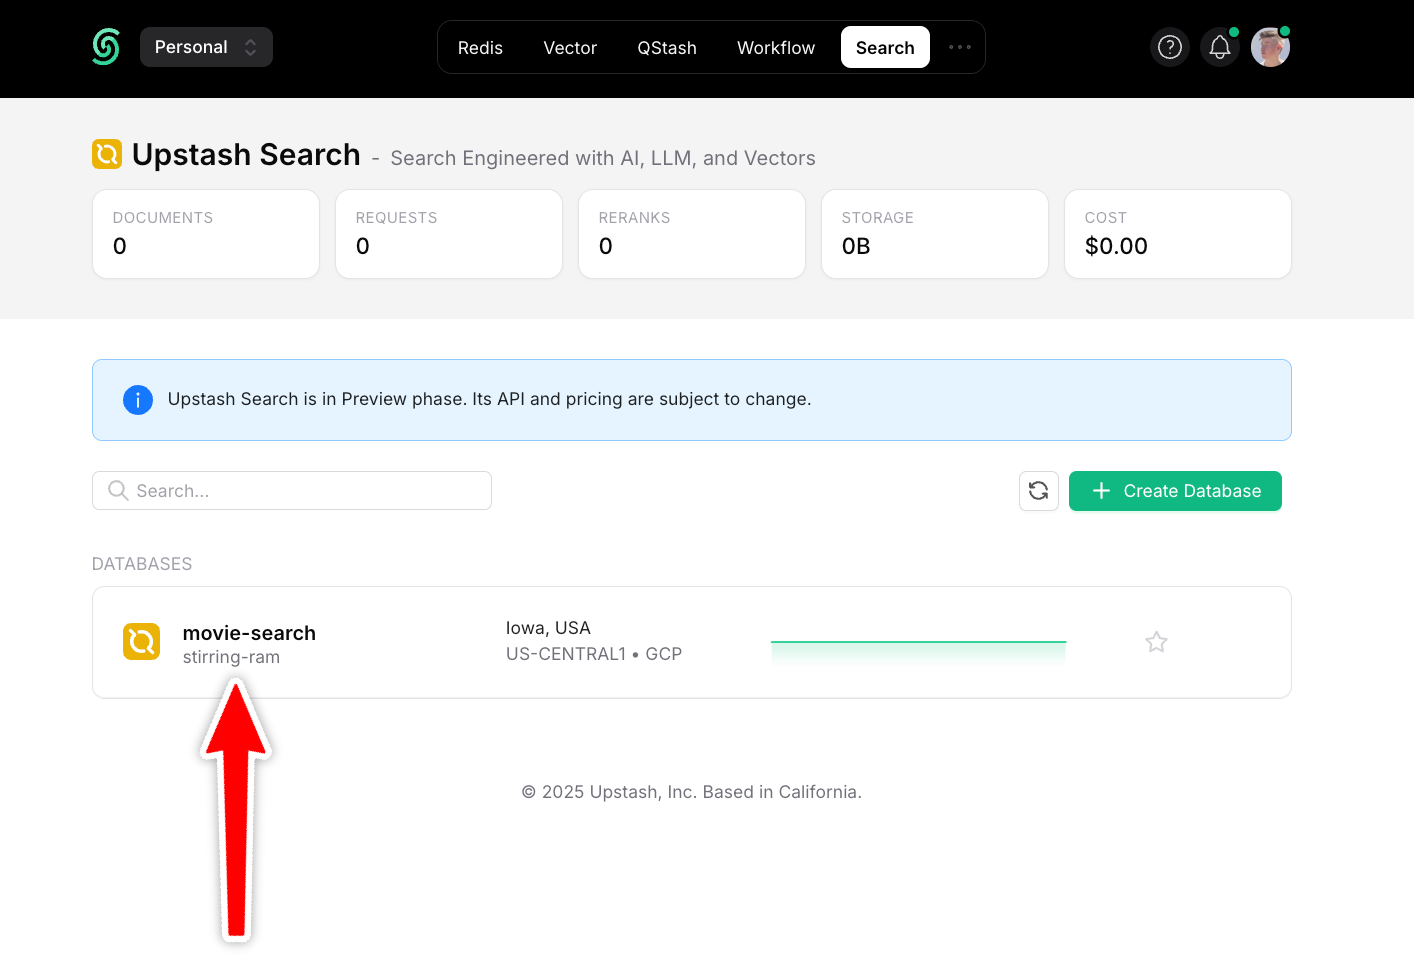 Personal
Redis Vector QStash Workflow Search
Upstash Search - Search Engineered with AI, LLM, and Vectors
DOCUMENTS
0
REQUESTS
0
RERANKS
0
STORAGE
0B
COST
$0.00
Upstash Search is in Preview phase. Its API and pricing are subject to change.
Search...
Create Database
DATABASES
movie-search
stirring-ram
Iowa, USA
US-CENTRAL1 • GCP
© 2025 Upstash, Inc. Based in California.